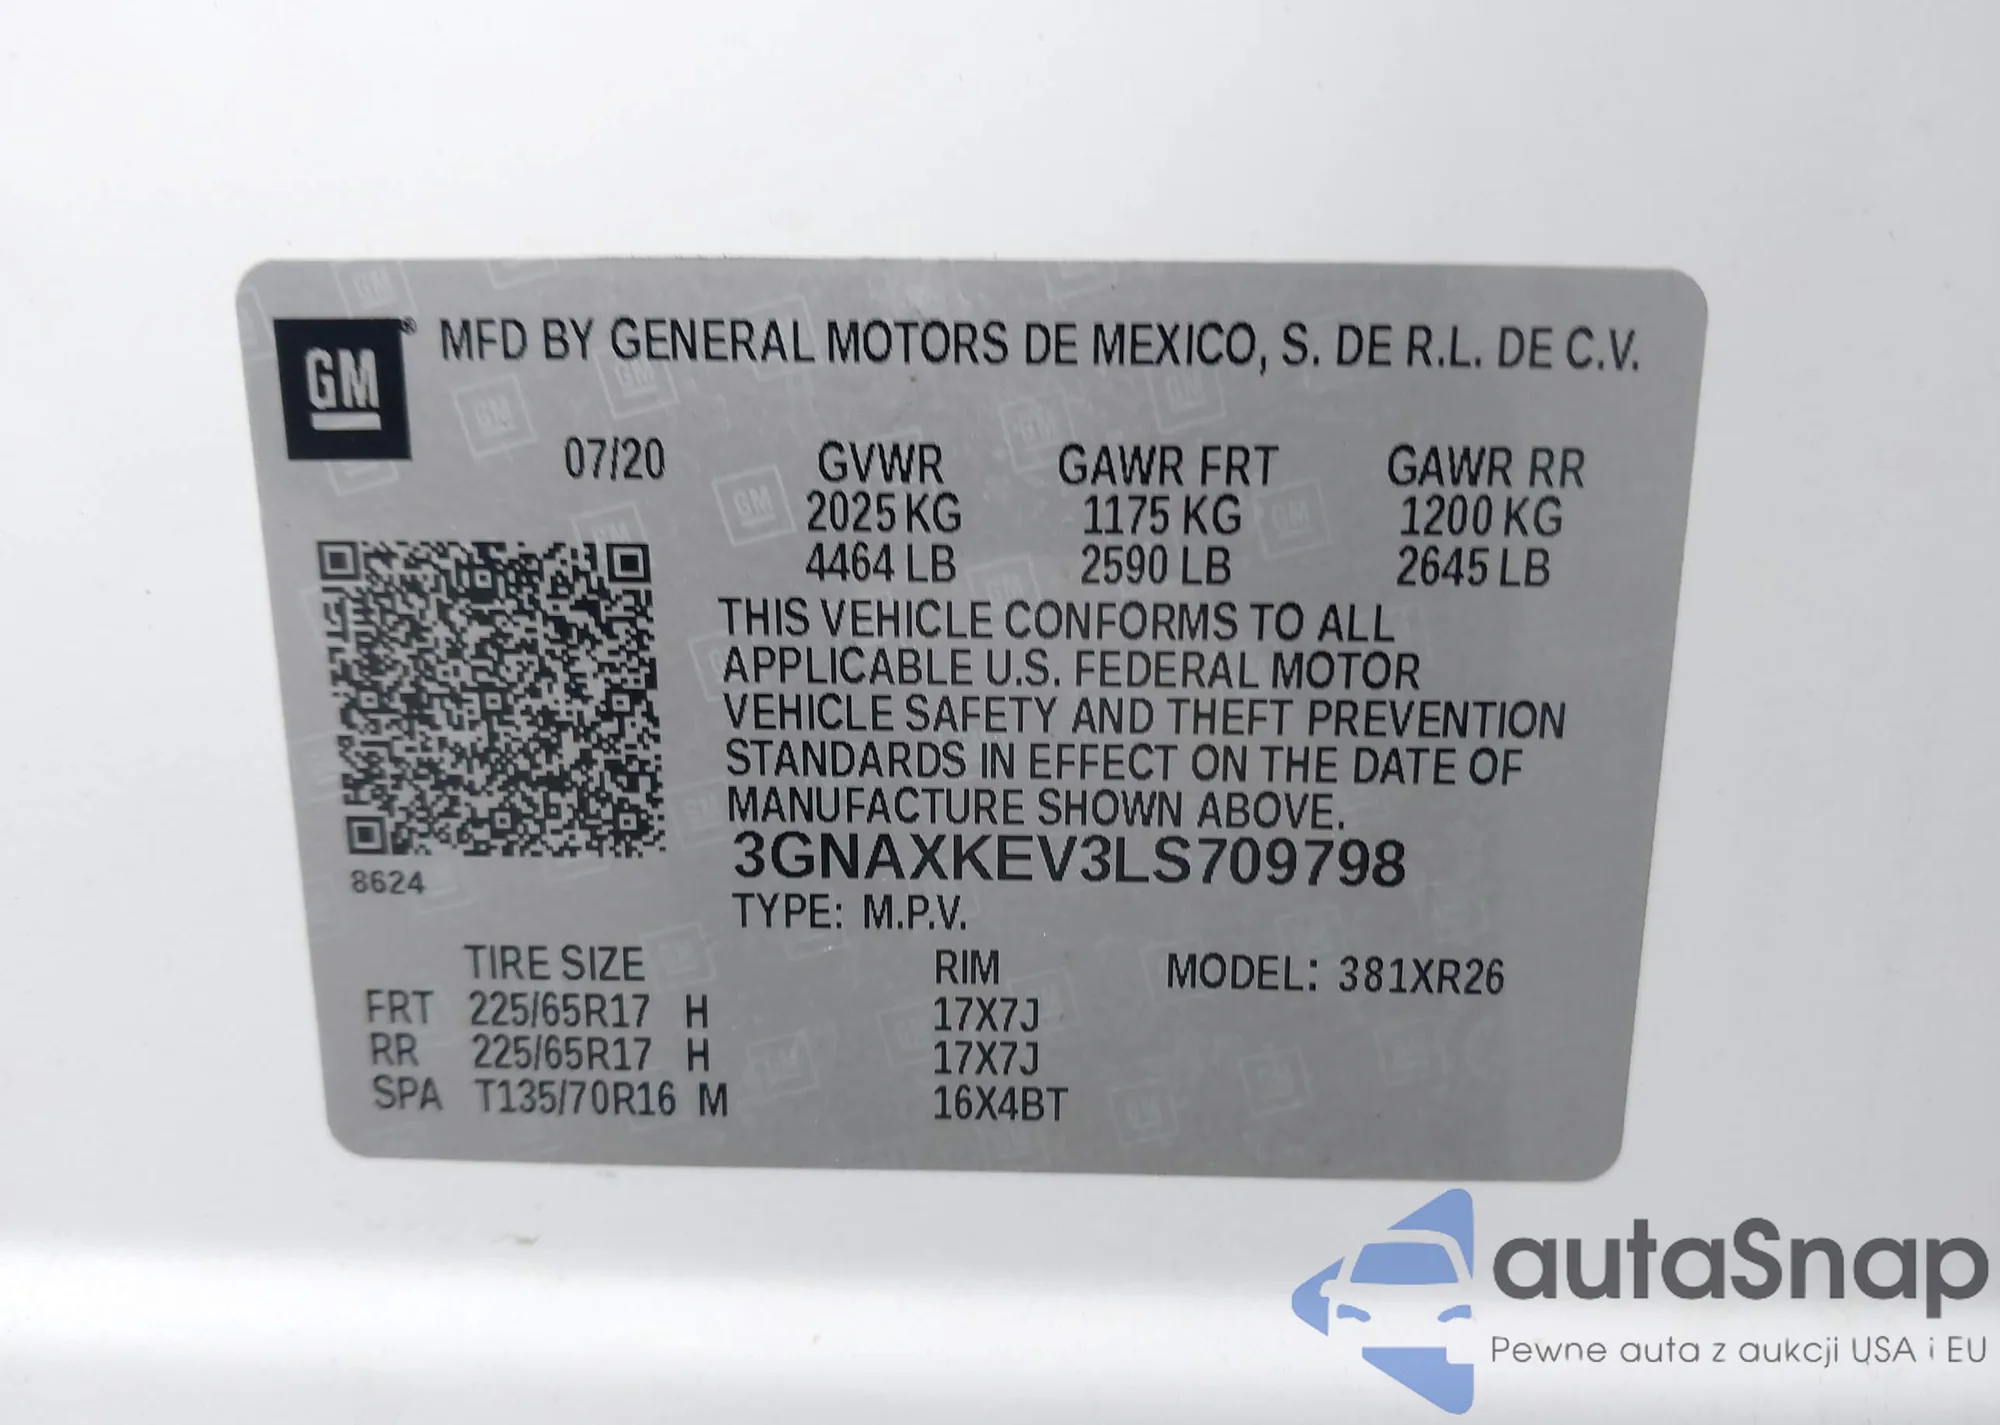 GM®
MFD BY GENERAL MOTORS DE MEXICO, S. DE R.L. DE C.V.
07/20 GVWR GAWR FRT GAWR RR
2025 KG 1175 KG 1200 KG
4464 LB 2590 LB 2645 LB
THIS VEHICLE CONFORMS TO ALL
APPLICABLE U.S. FEDERAL MOTOR
VEHICLE SAFETY AND THEFT PREVENTION
STANDARDS IN EFFECT ON THE DATE OF
MANUFACTURE SHOWN ABOVE.
3GNAXKEV3LS709798
8624
TYPE: M.P.V.
TIRE SIZE RIM MODEL: 381XR26
FRT 225/65R17 H 17X7J
RR 225/65R17 H 17X7J
SPA T135/70R16 M 16X4BT
autaSnap
Pewne auta z aukcji USA i EU